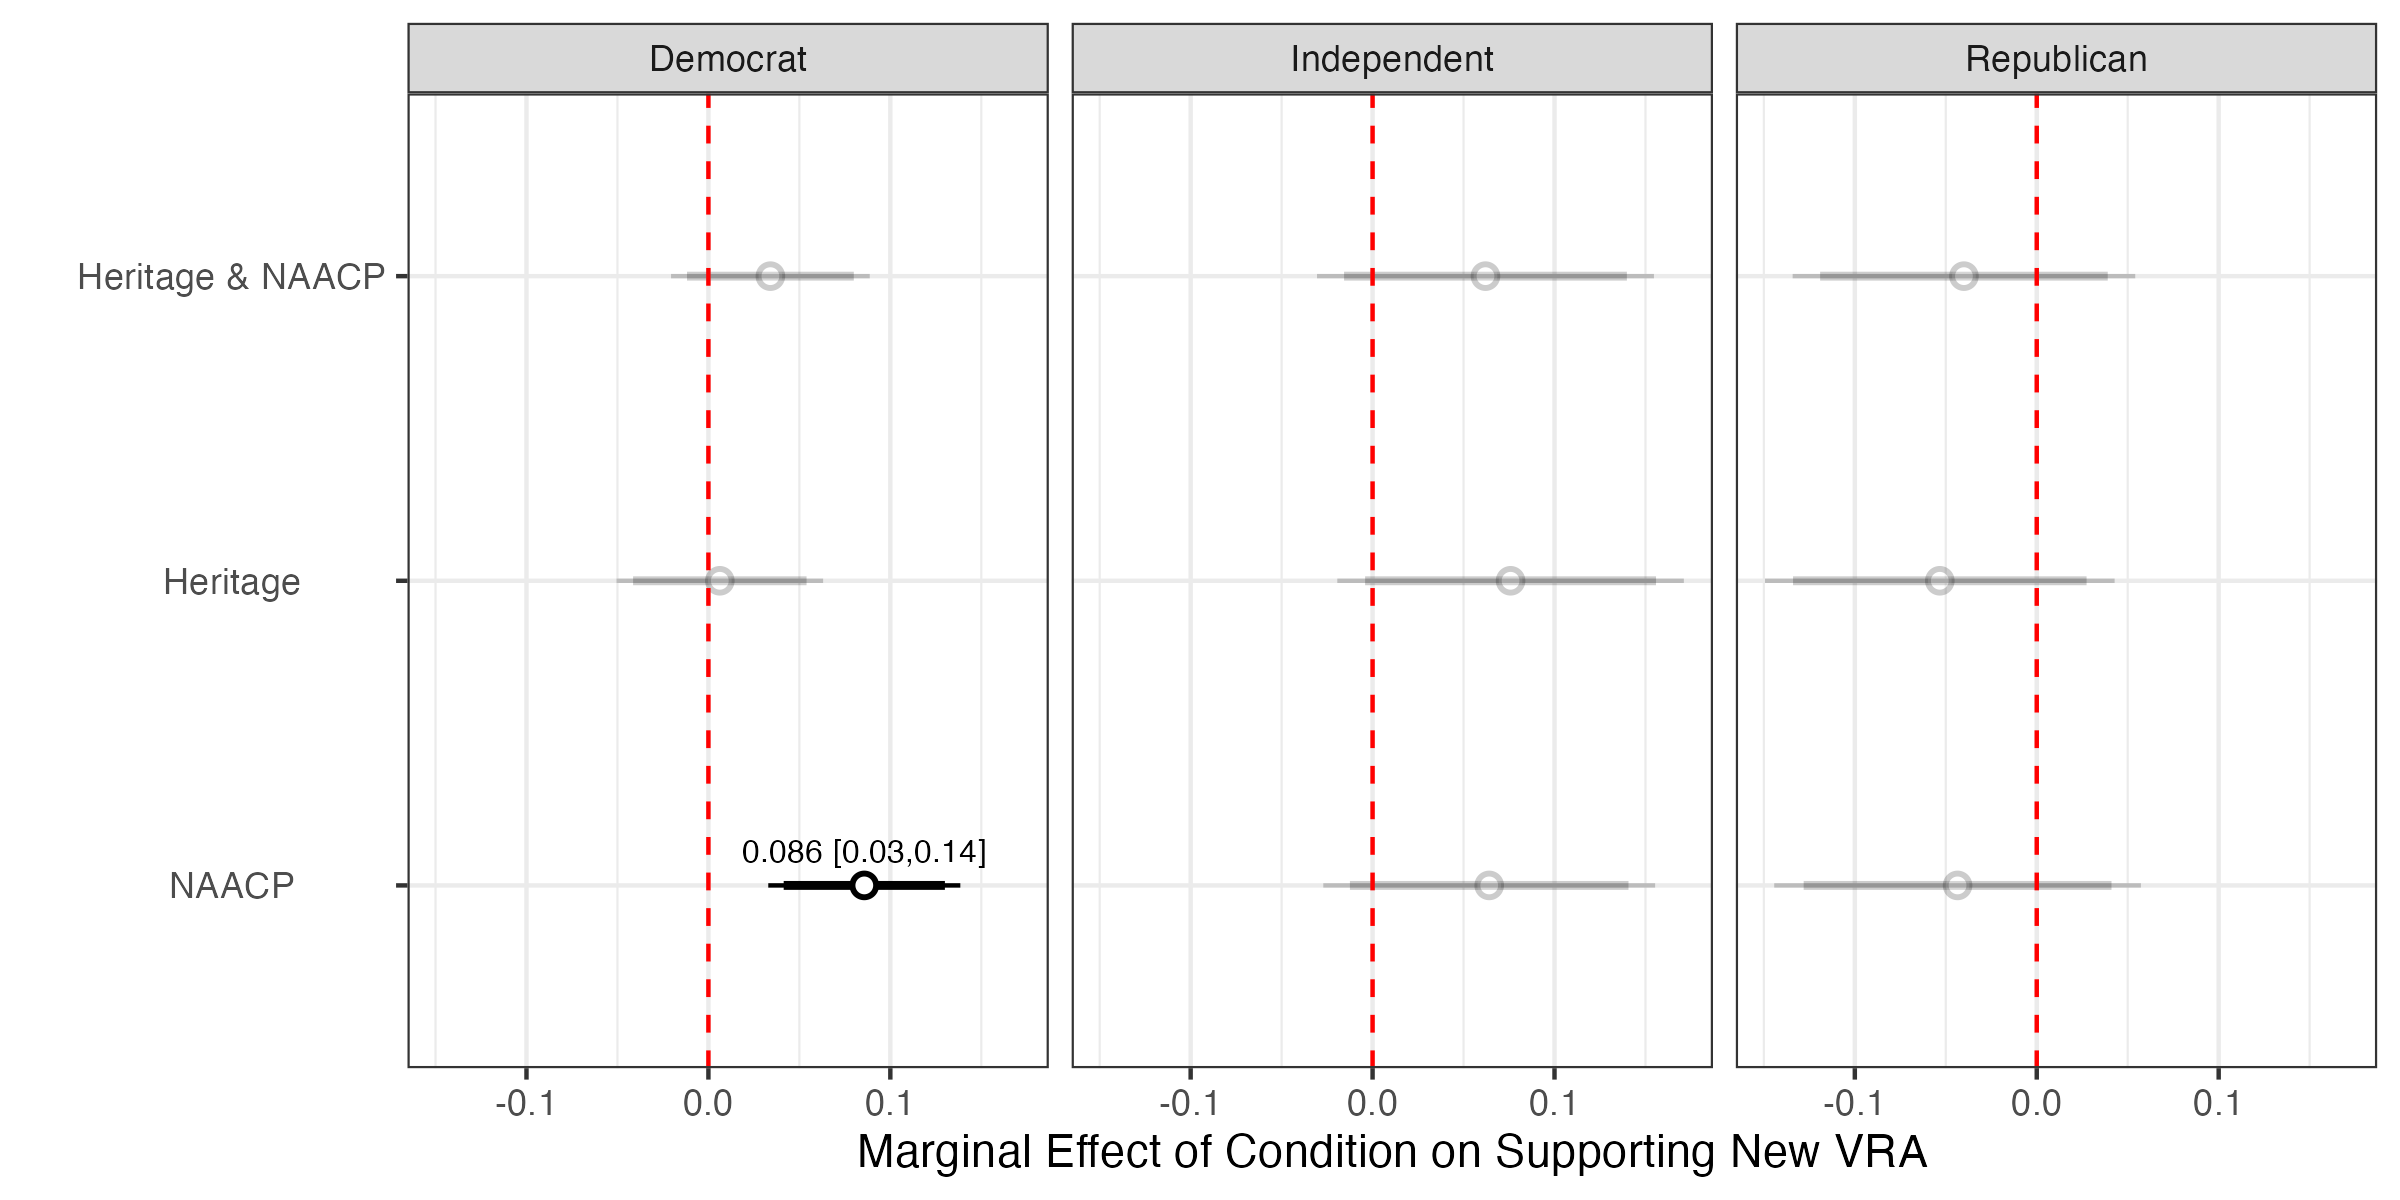 Democrat
Independent
Republican
Heritage & NAACP
Heritage
NAACP
0.086 [0.03,0.14]
-0.1 0.0 0.1
-0.1 0.0 0.1
-0.1 0.0 0.1
Marginal Effect of Condition on Supporting New VRA